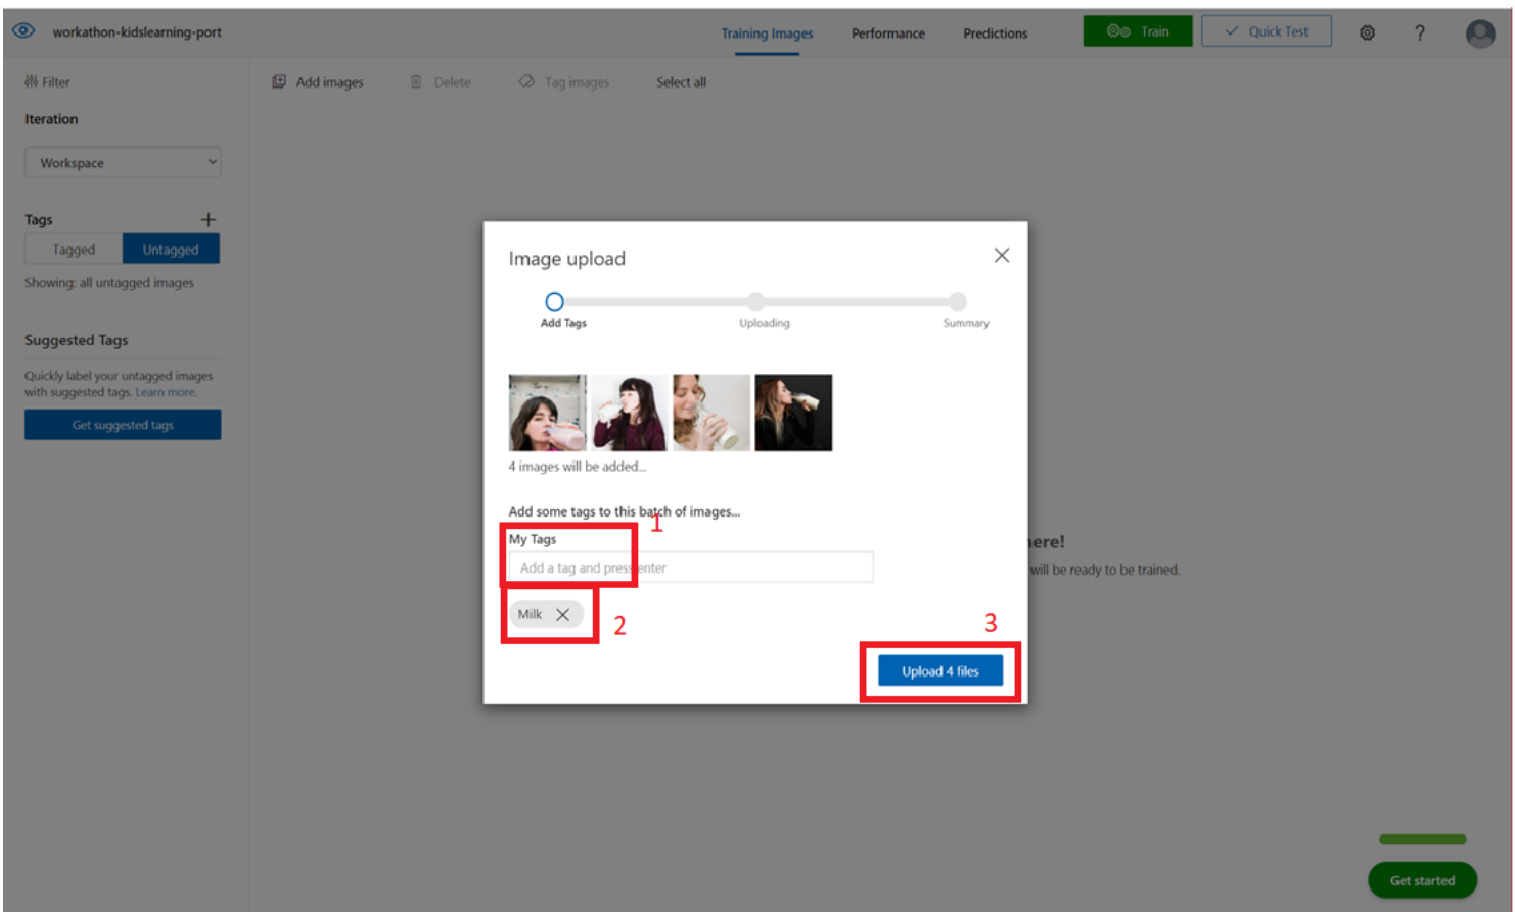 workathon-kidslearning-port
Training Images
Performance
Predictions
Train
Quick Test
?
Filter
Add images
Delete
Tag images
Select all
Iteration
Workspace
Tags
Tagged
Untagged
Showing: all untagged images
Suggested Tags
Quickly label your untagged images
with suggested tags. Learn more.
Get suggested tags
Image upload
Add Tags
Uploading
Summary
4 images will be added...
Add some tags to this batch of images...
1
My Tags
Add a tag and press enter
Milk
2
3
Upload 4 files
here!
will be ready to be trained.
Get started